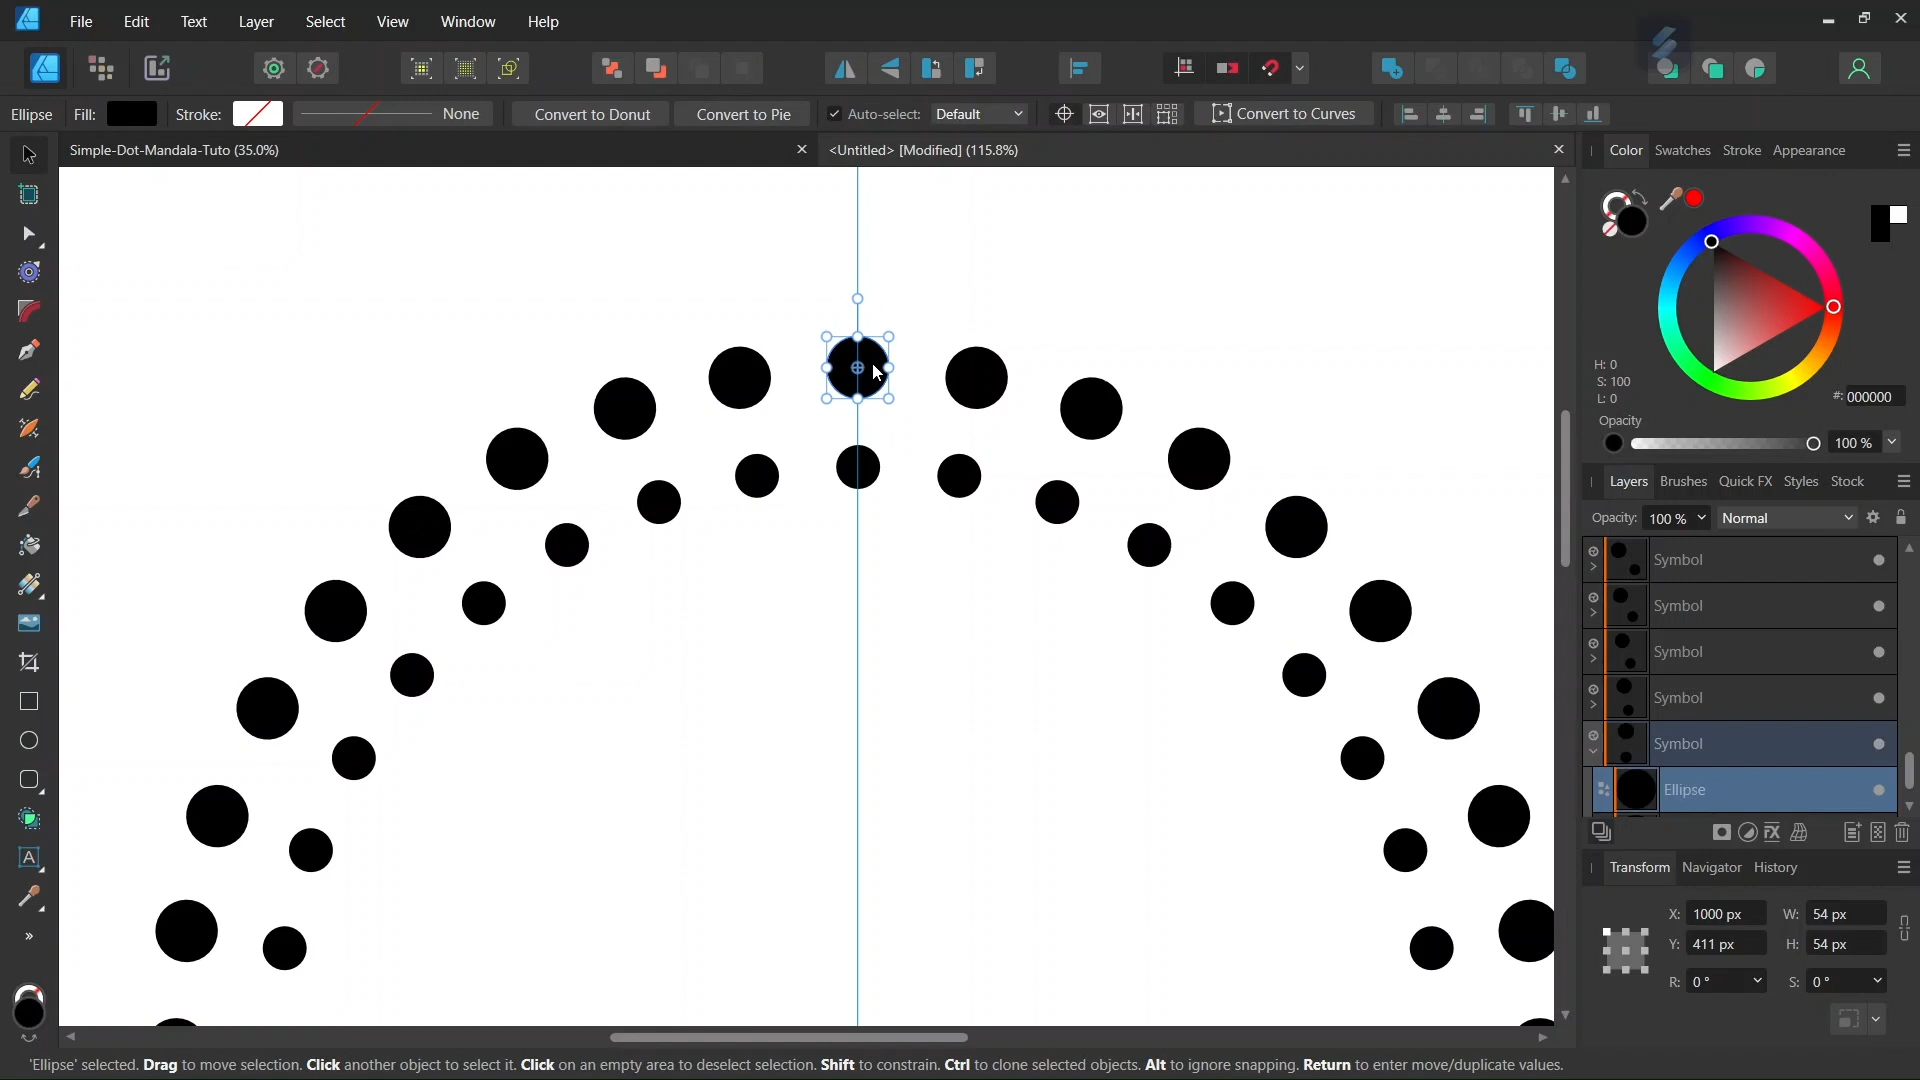 File Edit Text Layer Select View Window Help
Ellipse Fill: Stroke: None Convert to Donut Convert to Pie Auto-select: Default Convert to Curves
Simple-Dot-Mandala-Tuto (35.0%) <Untitled> [Modified] (115.8%)
Color Swatches Stroke Appearance
H: 0
S: 100
L: 0
#: 000000
Opacity
100 %
Layers Brushes Quick FX Styles Stock
Opacity: 100 % Normal
Symbol
Symbol
Symbol
Symbol
Symbol
Ellipse
Transform Navigator History
X: 1000 px W: 54 px
Y: 411 px H: 54 px
R: 0 ° S: 0 °
'Ellipse' selected. Drag to move selection. Click another object to select it. Click on an empty area to deselect selection. Shift to constrain. Ctrl to clone selected objects. Alt to ignore snapping. Return to enter move/duplicate values.